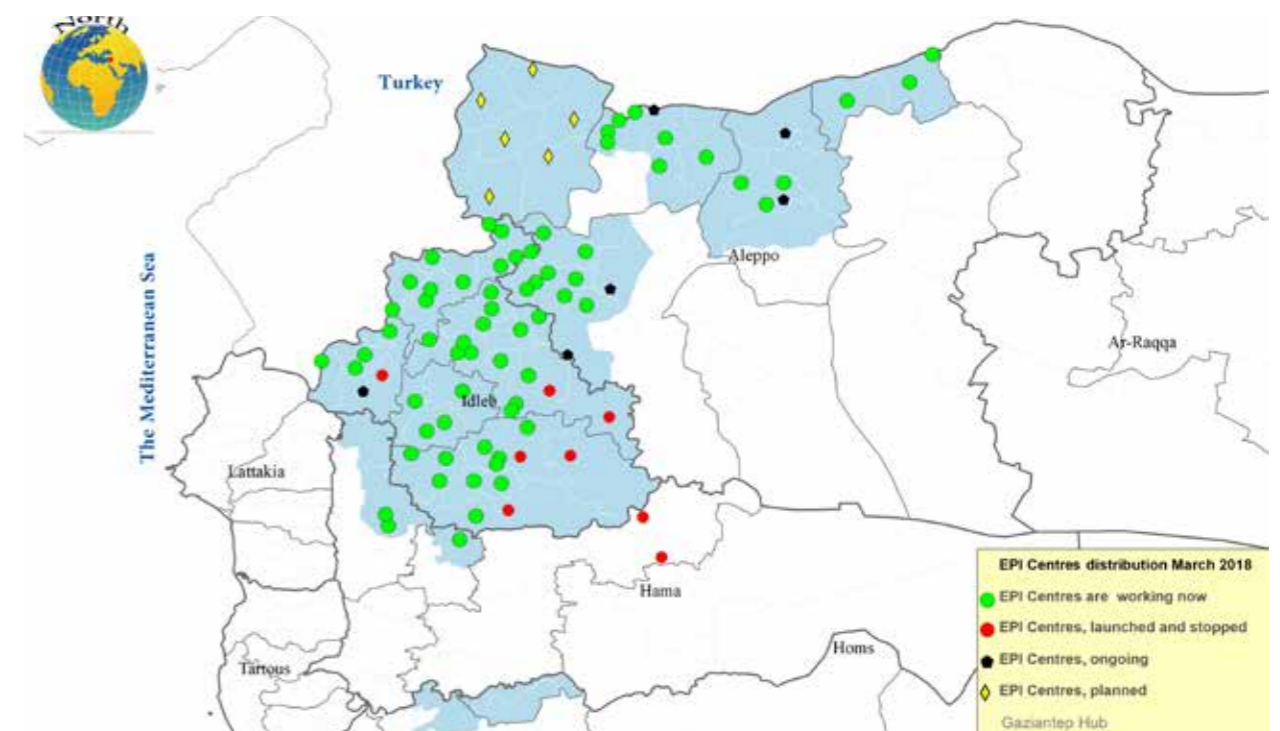 North
Turkey
The Mediterranean Sea
Aleppo
Ar-Raqqa
Idleb
Lattakia
Hama
Homs
Tartous
EPI Centres distribution March 2018
EPI Centres are working now
EPI Centres, launched and stopped
EPI Centres, ongoing
EPI Centres, planned
Gaziantep Hub